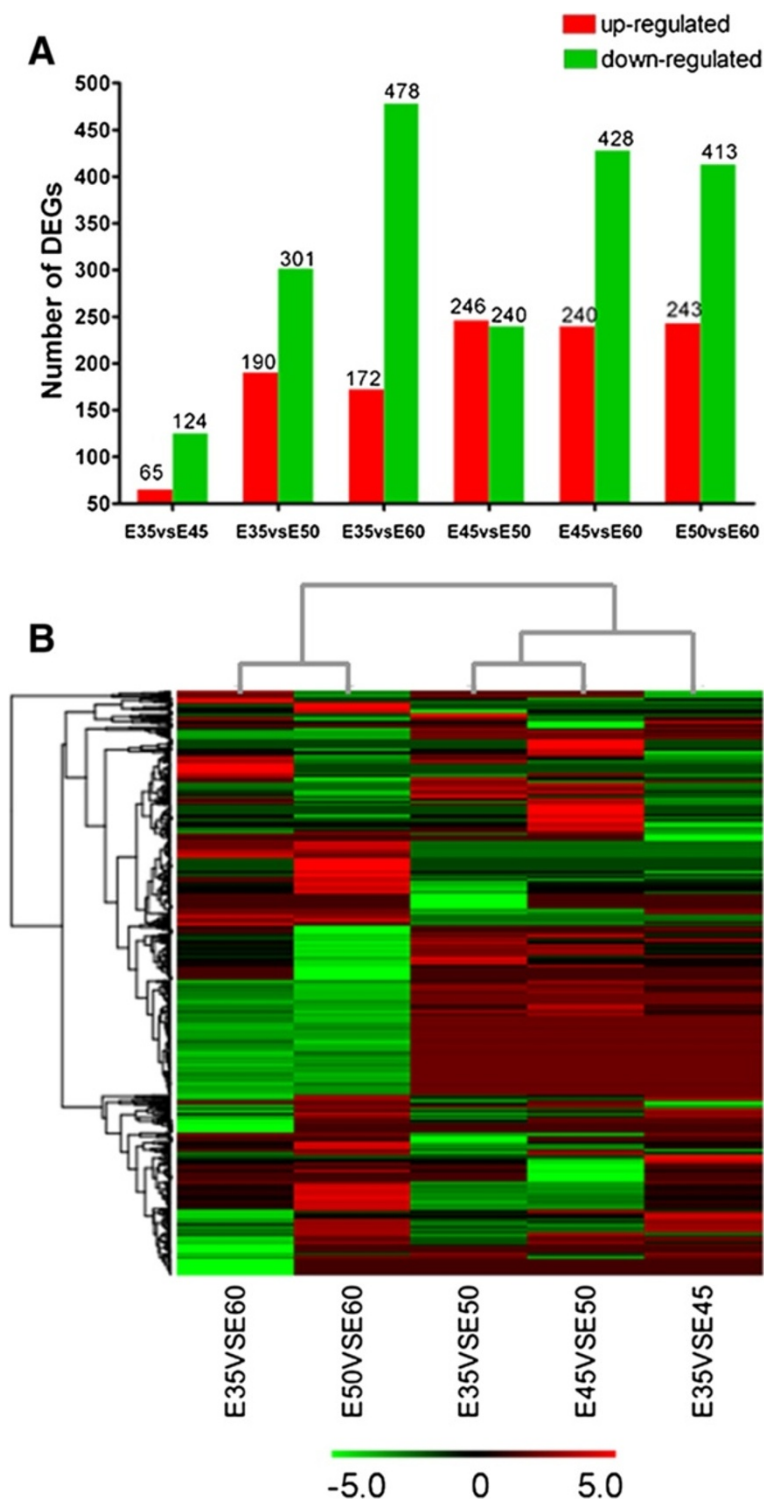 A
up-regulated
down-regulated
Number of DEGs
500
450
400
350
300
250
200
150
100
50
65
124
190
301
172
478
246
240
240
428
243
413
E35vsE45
E35vsE50
E35vsE60
E45vsE50
E45vsE60
E50vsE60
B
E35VSE60
E50VSE60
E35VSE50
E45VSE50
E35VSE45
-5.0
0
5.0